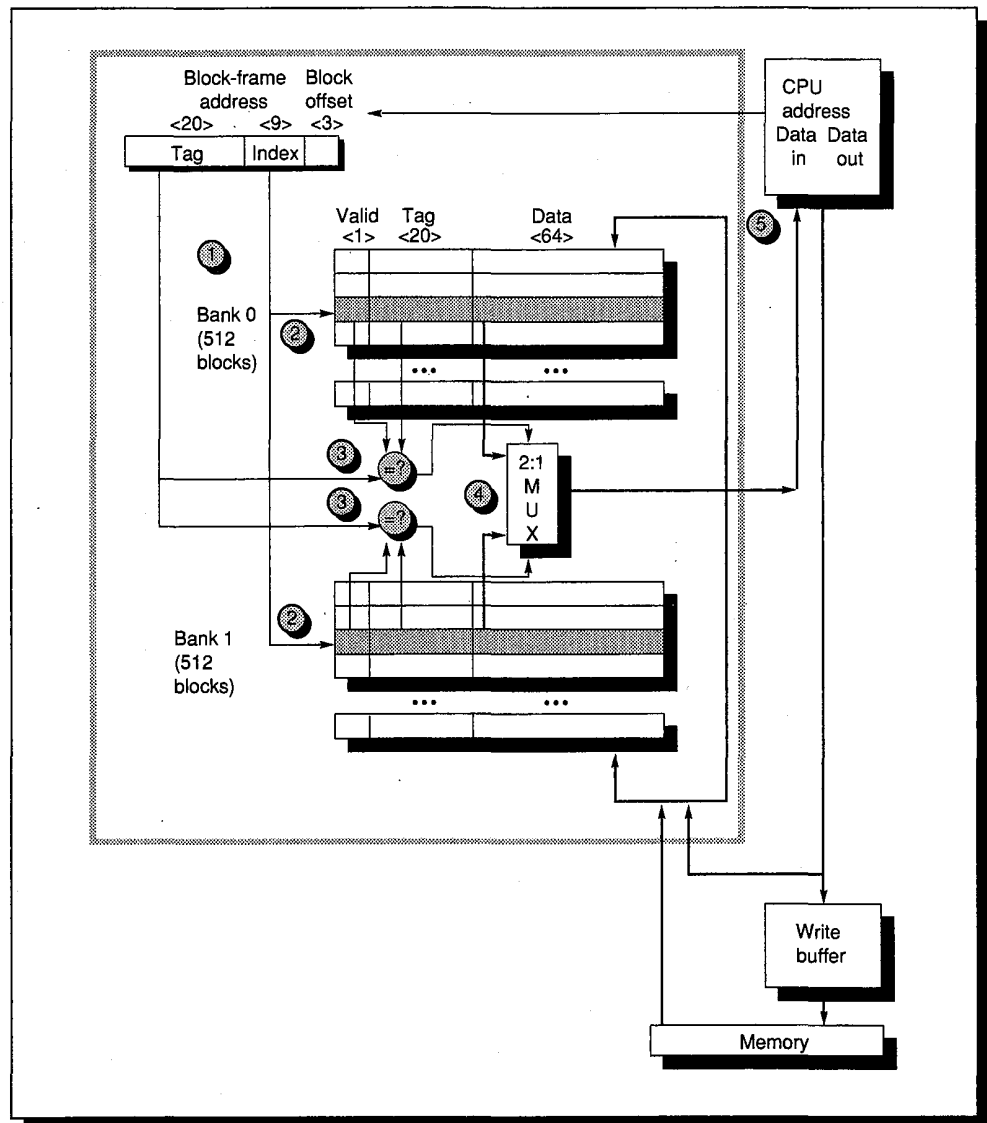 Block-frame address
<20> <9>
Block offset
<3>
Tag Index
CPU address
Data in
Data out
1
Valid <1>
Tag <20>
Data <64>
5
Bank 0 (512 blocks)
2
... ...
3
=?
3
=?
4
2:1 MUX
2
Bank 1 (512 blocks)
... ...
Write buffer
Memory